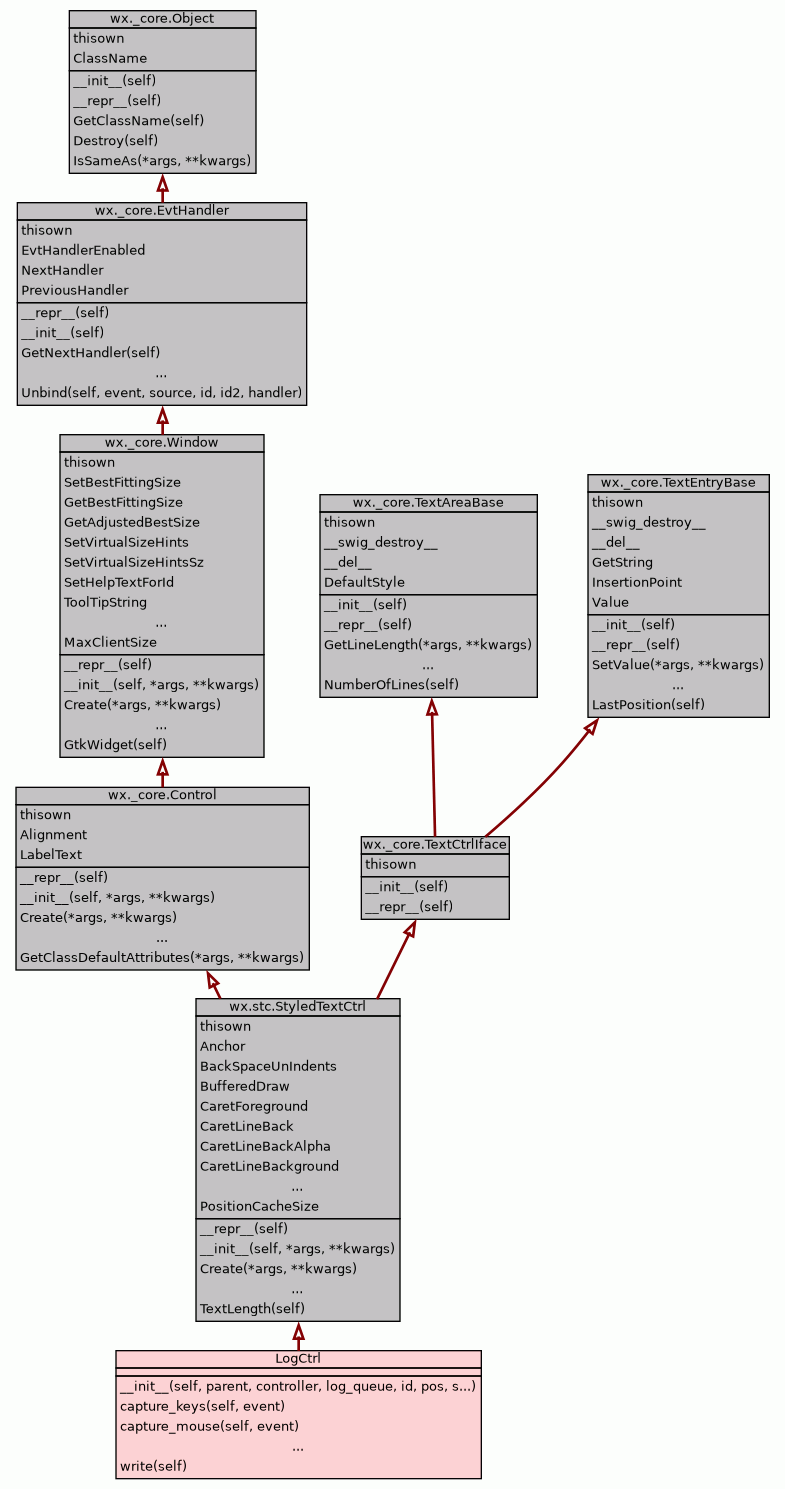 wx._core.Object
thisown
ClassName
__init__(self)
__repr__(self)
GetClassName(self)
Destroy(self)
IsSameAs(*args, **kwargs)
wx._core.EvtHandler
thisown
EvtHandlerEnabled
NextHandler
PreviousHandler
__repr__(self)
__init__(self)
GetNextHandler(self)
...
Unbind(self, event, source, id, id2, handler)
wx._core.Window
thisown
SetBestFittingSize
GetBestFittingSize
GetAdjustedBestSize
SetVirtualSizeHints
SetVirtualSizeHintsSz
SetHelpTextForId
ToolTipString
...
MaxClientSize
__repr__(self)
__init__(self, *args, **kwargs)
Create(*args, **kwargs)
...
GtkWidget(self)
wx._core.TextAreaBase
thisown
__swig_destroy__
__del__
DefaultStyle
__init__(self)
__repr__(self)
GetLineLength(*args, **kwargs)
...
NumberOfLines(self)
wx._core.TextEntryBase
thisown
__swig_destroy__
__del__
GetString
InsertionPoint
Value
__init__(self)
__repr__(self)
SetValue(*args, **kwargs)
...
LastPosition(self)
wx._core.Control
thisown
Alignment
LabelText
__repr__(self)
__init__(self, *args, **kwargs)
Create(*args, **kwargs)
...
GetClassDefaultAttributes(*args, **kwargs)
wx._core.TextCtrlIface
thisown
__init__(self)
__repr__(self)
wx.stc.StyledTextCtrl
thisown
Anchor
BackSpaceUnIndents
BufferedDraw
CaretForeground
CaretLineBack
CaretLineBackAlpha
CaretLineBackground
...
PositionCacheSize
__repr__(self)
__init__(self, *args, **kwargs)
Create(*args, **kwargs)
...
TextLength(self)
LogCtrl
__init__(self, parent, controller, log_queue, id, pos, s...)
capture_keys(self, event)
capture_mouse(self, event)
...
write(self)